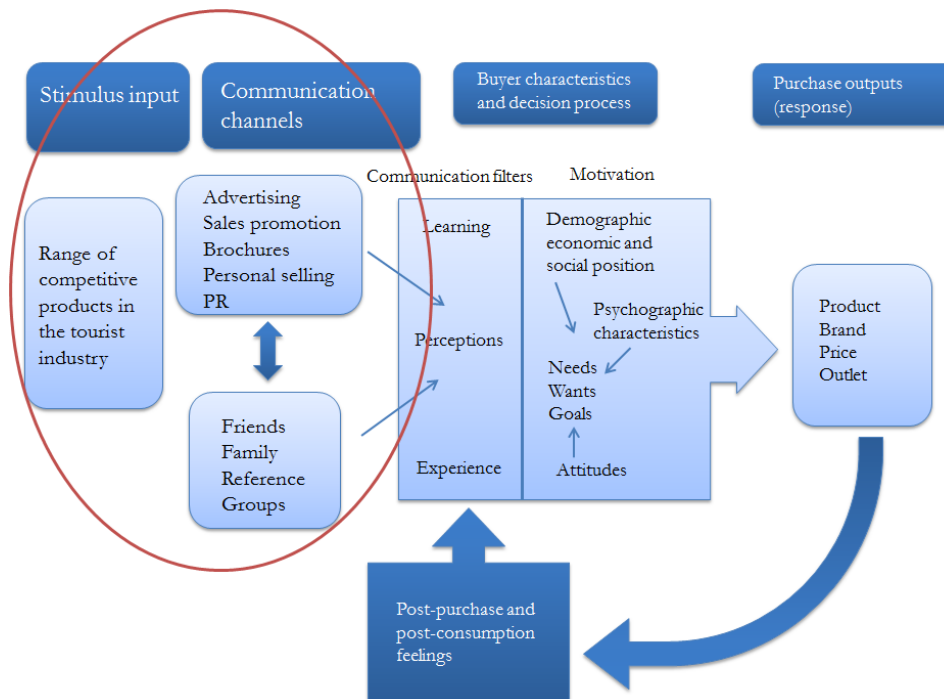 Stimulus input
Communication
channels
Buyer characteristics
and decision process
Purchase outputs
(response)
Communication filters
Motivation
Range of
competitive
products in
the tourist
industry
Advertising
Sales promotion
Brochures
Personal selling
PR
Friends
Family
Reference
Groups
Learning
Perceptions
Experience
Demographic
economic and
social position
Psychographic
characteristics
Needs
Wants
Goals
Attitudes
Product
Brand
Price
Outlet
Post-purchase and
post-consumption
feelings